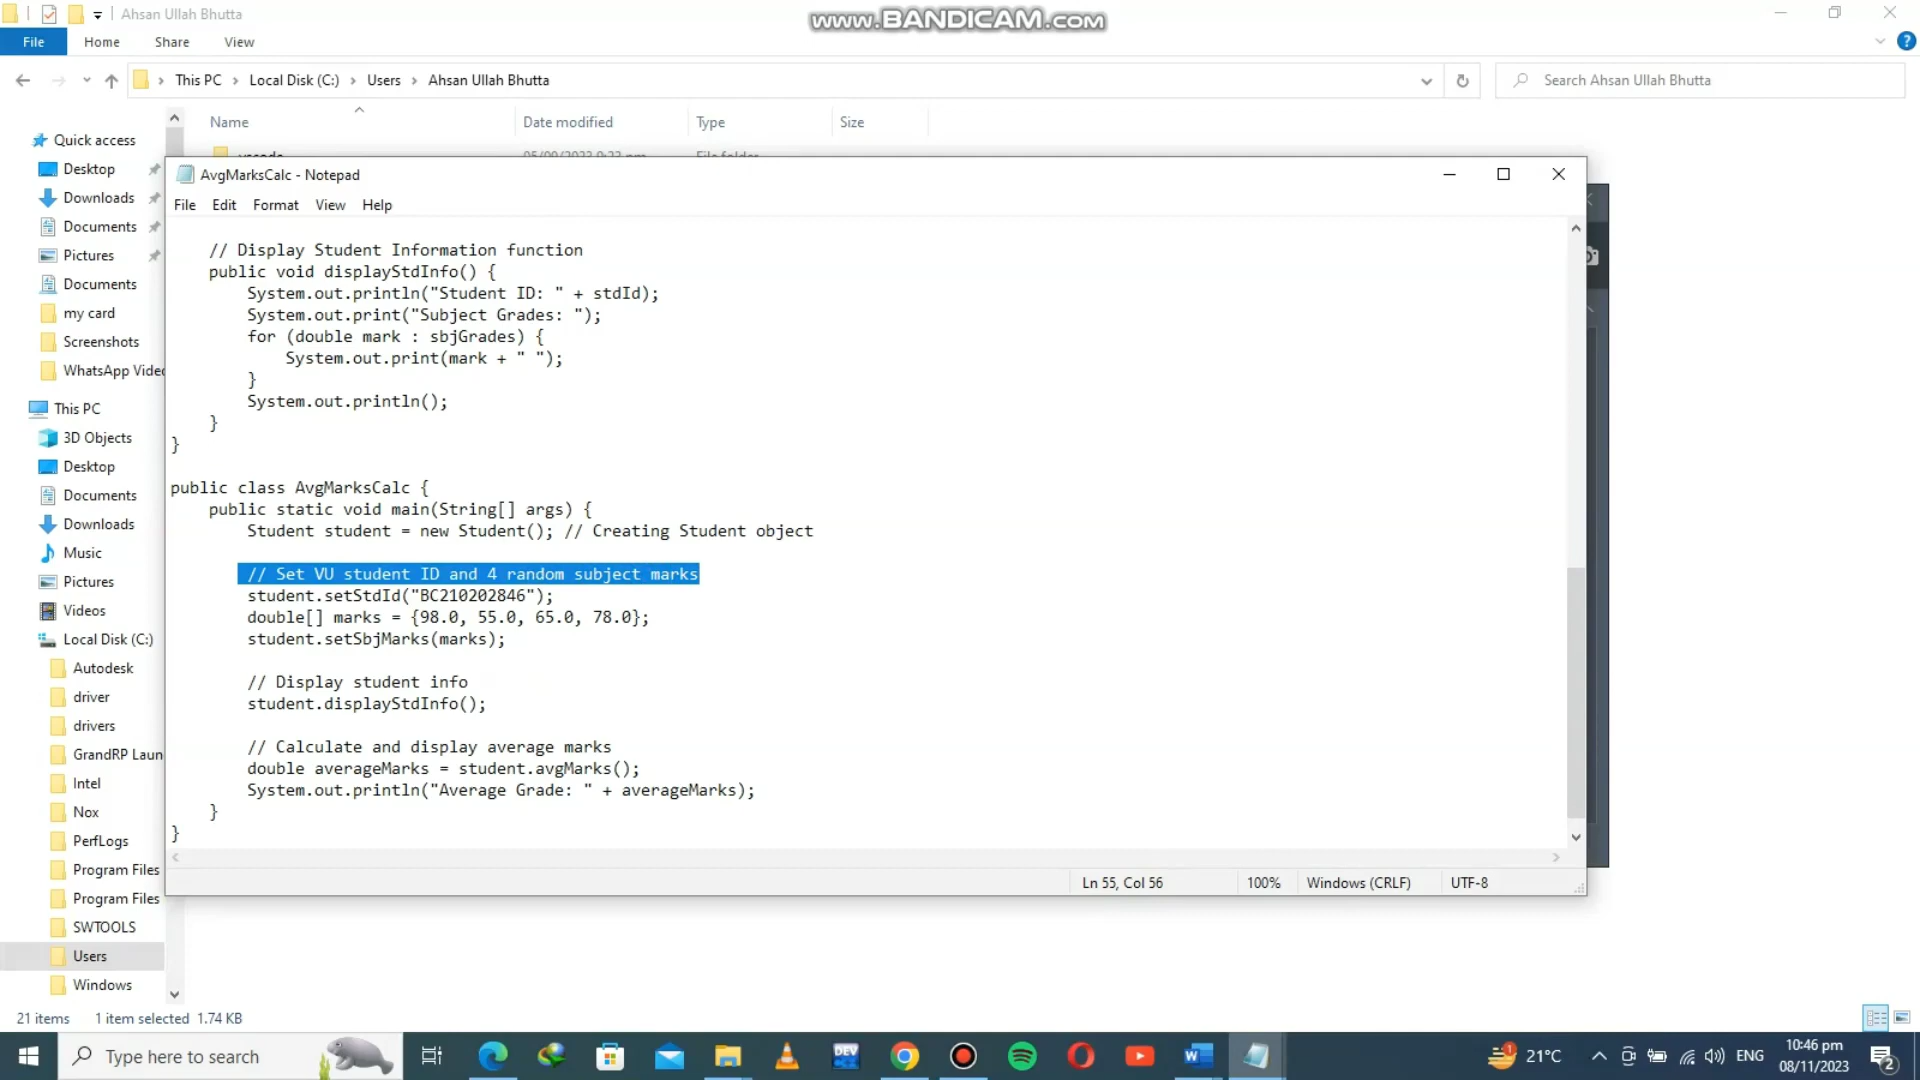 Ahsan Ullah Bhutta
www.BANDICAM.com
File Home Share View
This PC Local Disk (C:) Users Ahsan Ullah Bhutta
Search Ahsan Ullah Bhutta
Name Date modified Type Size
Quick access
Desktop
Downloads
Documents
Pictures
Documents
my card
Screenshots
WhatsApp Video
This PC
3D Objects
Desktop
Documents
Downloads
Music
Pictures
Videos
Local Disk (C:)
Autodesk
driver
drivers
GrandRP Laun
Intel
Nox
PerfLogs
Program Files
Program Files
SWTOOLS
Users
Windows
AvgMarksCalc - Notepad
File Edit Format View Help
// Display Student Information function
public void displayStdInfo() {
System.out.println("Student ID: " + stdId);
System.out.print("Subject Grades: ");
for (double mark : sbjGrades) {
System.out.print(mark + " ");
}
System.out.println();
}
}
public class AvgMarksCalc {
public static void main(String[] args) {
Student student = new Student(); // Creating Student object
// Set VU student ID and 4 random subject marks
student.setStdId("BC210202846");
double[] marks = {98.0, 55.0, 65.0, 78.0};
student.setSbjMarks(marks);
// Display student info
student.displayStdInfo();
// Calculate and display average marks
double averageMarks = student.avgMarks();
System.out.println("Average Grade: " + averageMarks);
}
}
Ln 55, Col 56 100% Windows (CRLF) UTF-8
21 items 1 item selected 1.74 KB
Type here to search
DEV
W
1
21°C
ENG
10:46 pm
08/11/2023
2